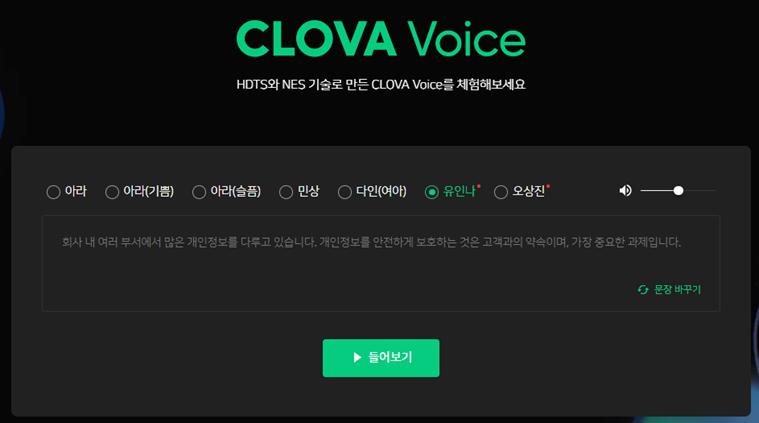 CLOVA Voice
HDTS와 NES 기술로 만든 CLOVA Voice를 체험해보세요
아라 아라(기쁨) 아라(슬픔) 민상 다인(여아) 유인나* 오상진*
회사 내 여러 부서에서 많은 개인정보를 다루고 있습니다. 개인정보를 안전하게 보호하는 것은 고객과의 약속이며, 가장 중요한 과제입니다.
문장 바꾸기
들어보기